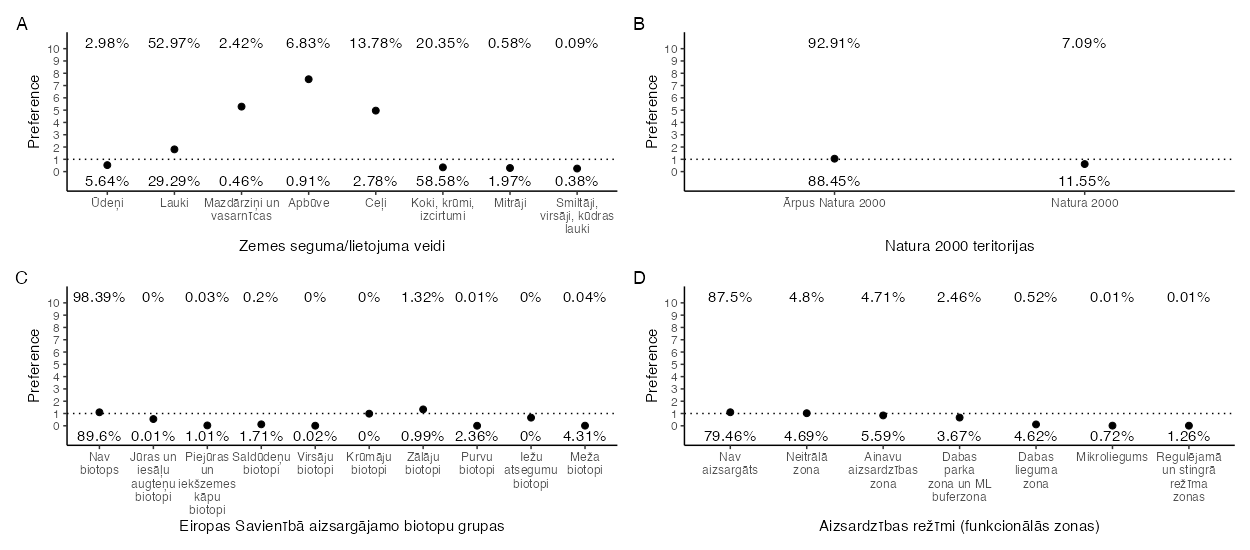 A
2.98% 52.97% 2.42% 6.83% 13.78% 20.35% 0.58% 0.09%
10
9
8
7
6
5
4
3
2
1
0
Preference
5.64% 29.29% 0.46% 0.91% 2.78% 58.58% 1.97% 0.38%
Ūdeņi Lauki Mazdārziņi un Apbūve Ceļi Koki, krūmi, Mitrāji Smiltāji,
vasarnīcas izcirtumi virsāji, kūdras
lauki
Zemes seguma/lietojuma veidi
B
92.91% 7.09%
10
9
8
7
6
5
4
3
2
1
0
Preference
88.45% 11.55%
Ārpus Natura 2000 Natura 2000
Natura 2000 teritorijas
C
98.39% 0% 0.03% 0.2% 0% 0% 1.32% 0.01% 0% 0.04%
10
9
8
7
6
5
4
3
2
1
0
Preference
89.6% 0.01% 1.01% 1.71% 0.02% 0% 0.99% 2.36% 0% 4.31%
Nav Jūras un Piejūras Saldūdeņu Virsāju Krūmāju Zālāju Purvu Iežu Meža
biotops iesāļu un biotopi biotopi biotopi biotopi biotopi atsegumu biotopi
augteņu iekšzemes biotopi
biotopi kāpu
biotopi
Eiropas Savienībā aizsargājamo biotopu grupas
D
87.5% 4.8% 4.71% 2.46% 0.52% 0.01% 0.01%
10
9
8
7
6
5
4
3
2
1
0
Preference
79.46% 4.69% 5.59% 3.67% 4.62% 0.72% 1.26%
Nav Neitrālā Ainavu Dabas Dabas Mikroliegums Regulējamā
aizsargāts zona aizsardzības parka lieguma un stingrā
zona zona un ML zona režīma
buferzona zonas
Aizsardzības režīmi (funkcionālās zonas)